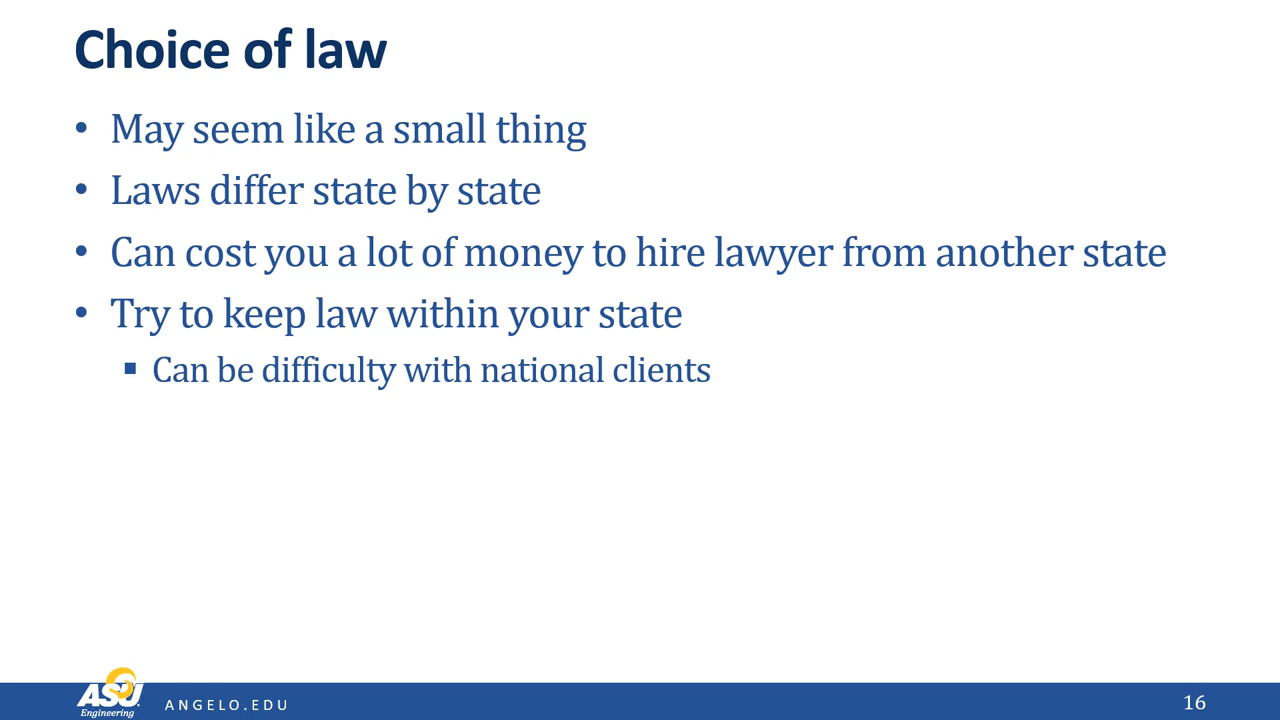 Choice of law
• May seem like a small thing
• Laws differ state by state
• Can cost you a lot of money to hire lawyer from another state
• Try to keep law within your state
▪ Can be difficulty with national clients
ASU
Engineering
ANGELO.EDU
16